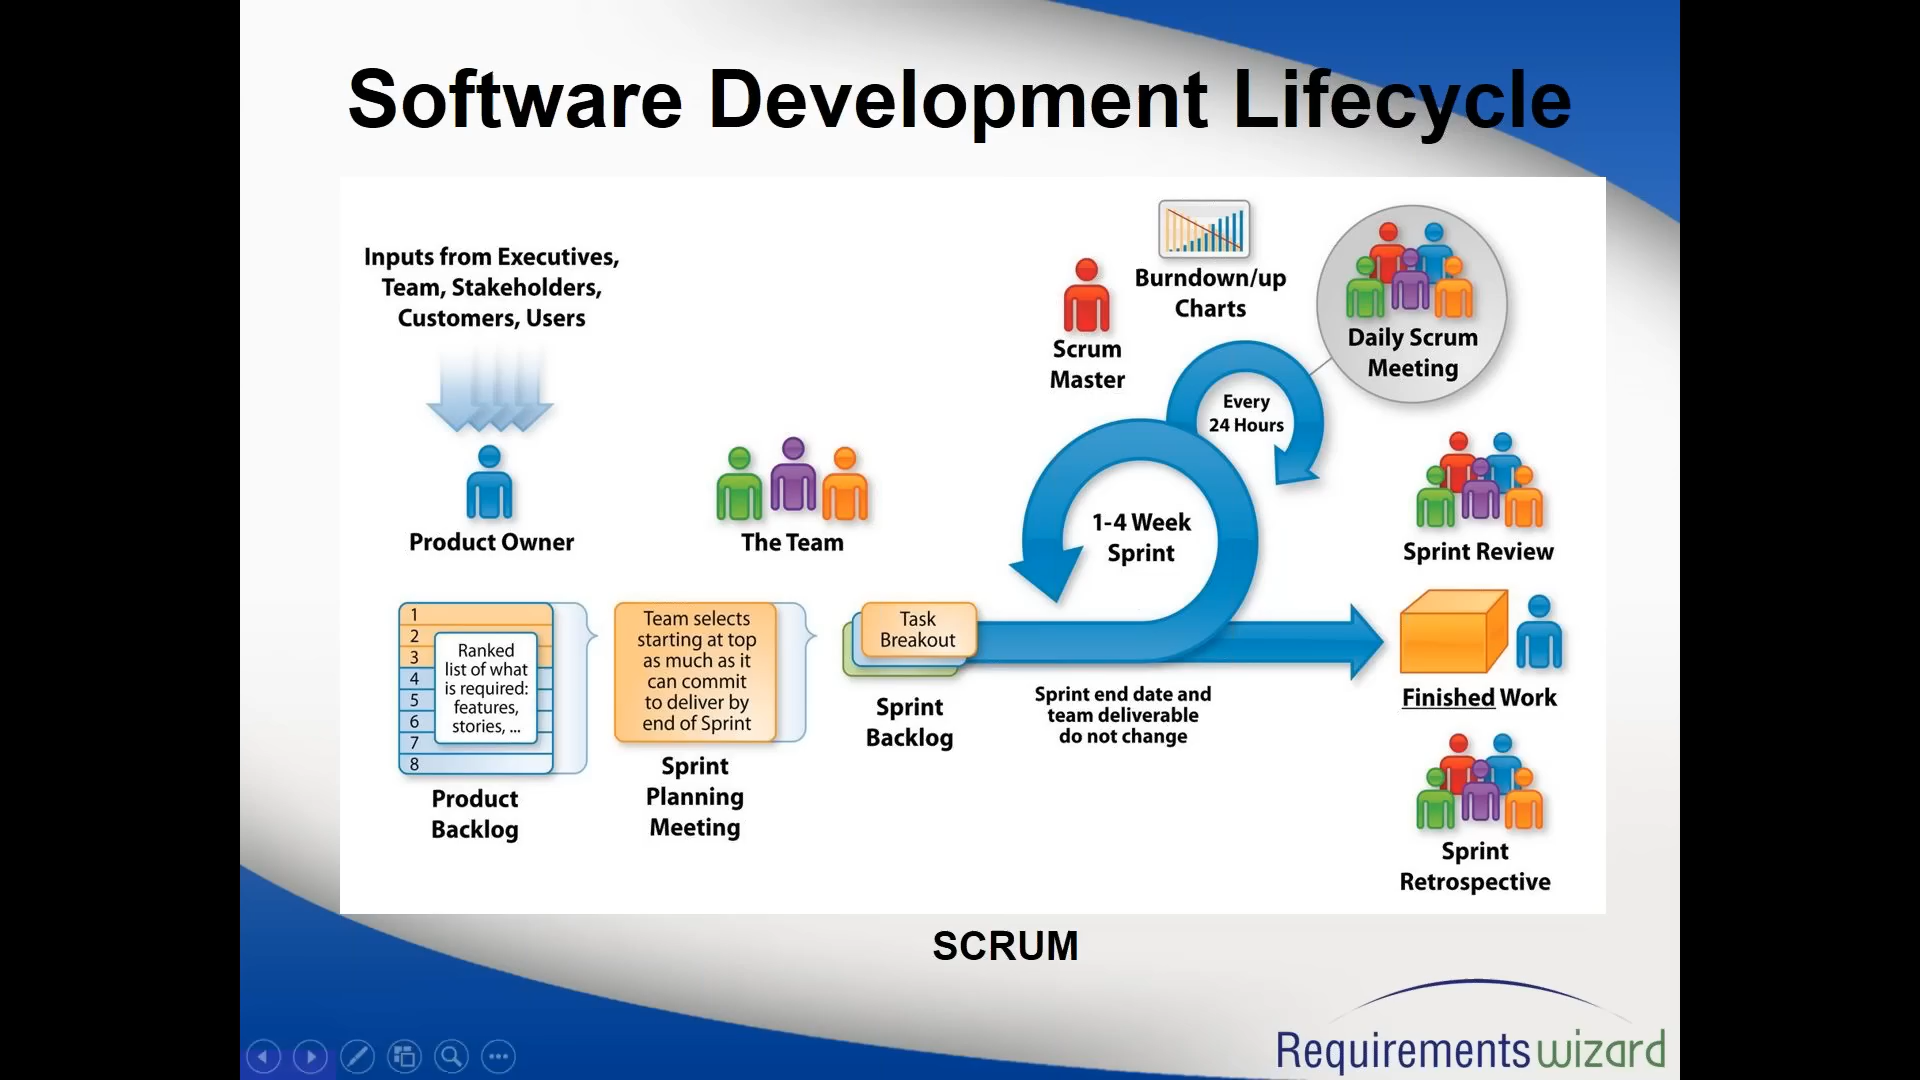 Software Development Lifecycle
Inputs from Executives,
Team, Stakeholders,
Customers, Users
Product Owner
The Team
Scrum
Master
Burndown/up
Charts
Daily Scrum
Meeting
Every
24 Hours
1-4 Week
Sprint
Sprint Review
1
2
3
4
5
6
7
8
Ranked
list of what
is required:
features,
stories, ...
Product
Backlog
Team selects
starting at top
as much as it
can commit
to deliver by
end of Sprint
Sprint
Planning
Meeting
Task
Breakout
Sprint
Backlog
Sprint end date and
team deliverable
do not change
Finished Work
Sprint
Retrospective
SCRUM
Requirementswizard